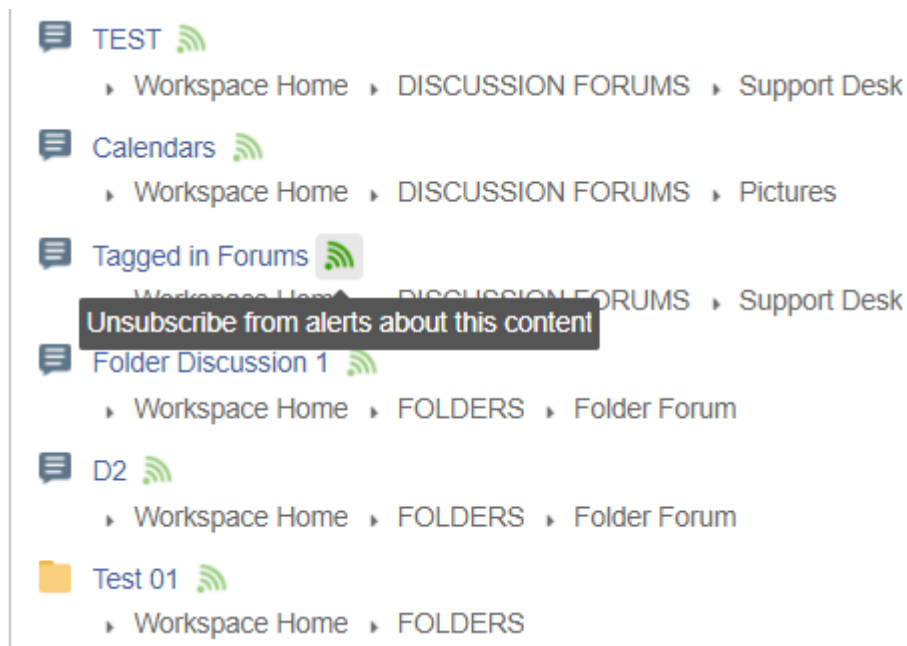 TEST
Workspace Home DISCUSSION FORUMS Support Desk
Calendars
Workspace Home DISCUSSION FORUMS Pictures
Tagged in Forums
Workspace Home DISCUSSION FORUMS Support Desk
Unsubscribe from alerts about this content
Folder Discussion 1
Workspace Home FOLDERS Folder Forum
D2
Workspace Home FOLDERS Folder Forum
Test 01
Workspace Home FOLDERS